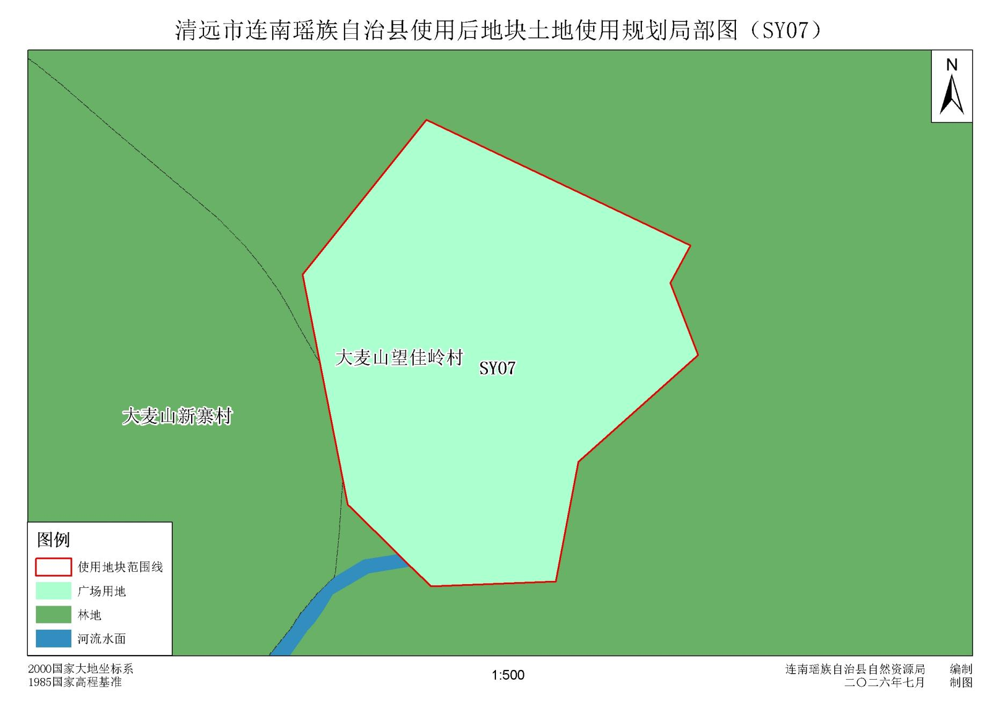 清远市连南瑶族自治县使用后地块土地使用规划局部图（SY07）
N
大麦山望佳岭村
SY07
大麦山新寨村
图例
使用地块范围线
广场用地
林地
河流水面
2000国家大地坐标系
1985国家高程基准
1:500
连南瑶族自治县自然资源局 编制
二〇二六年七月 制图